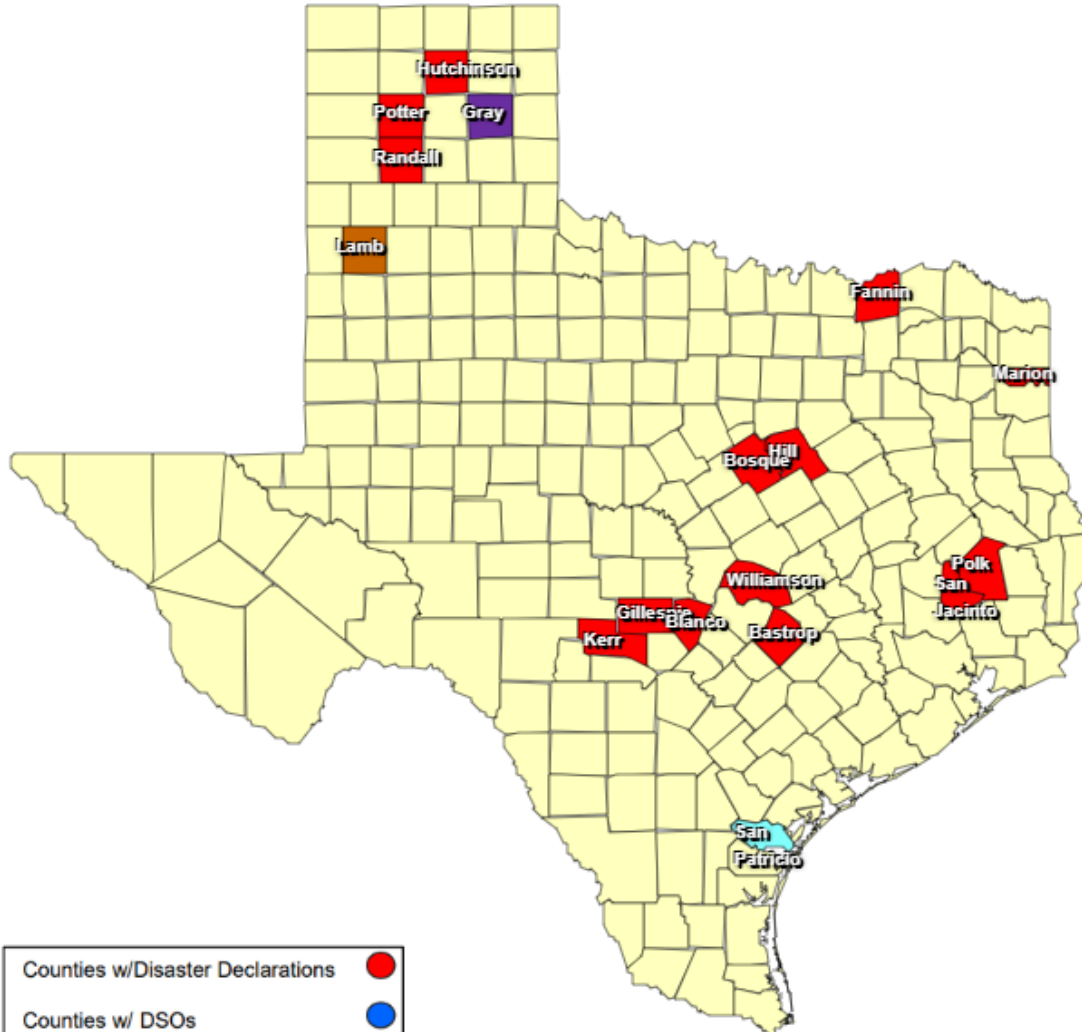 Hutchinson
Potter
Gray
Randall
Lamb
Fannin
Marion
Hill
Bosque
Polk
Williamson
San
Jacinto
Gillespie
Blanco
Bastrop
Kerr
San
Patricio
Counties w/Disaster Declarations
Counties w/ DSOs